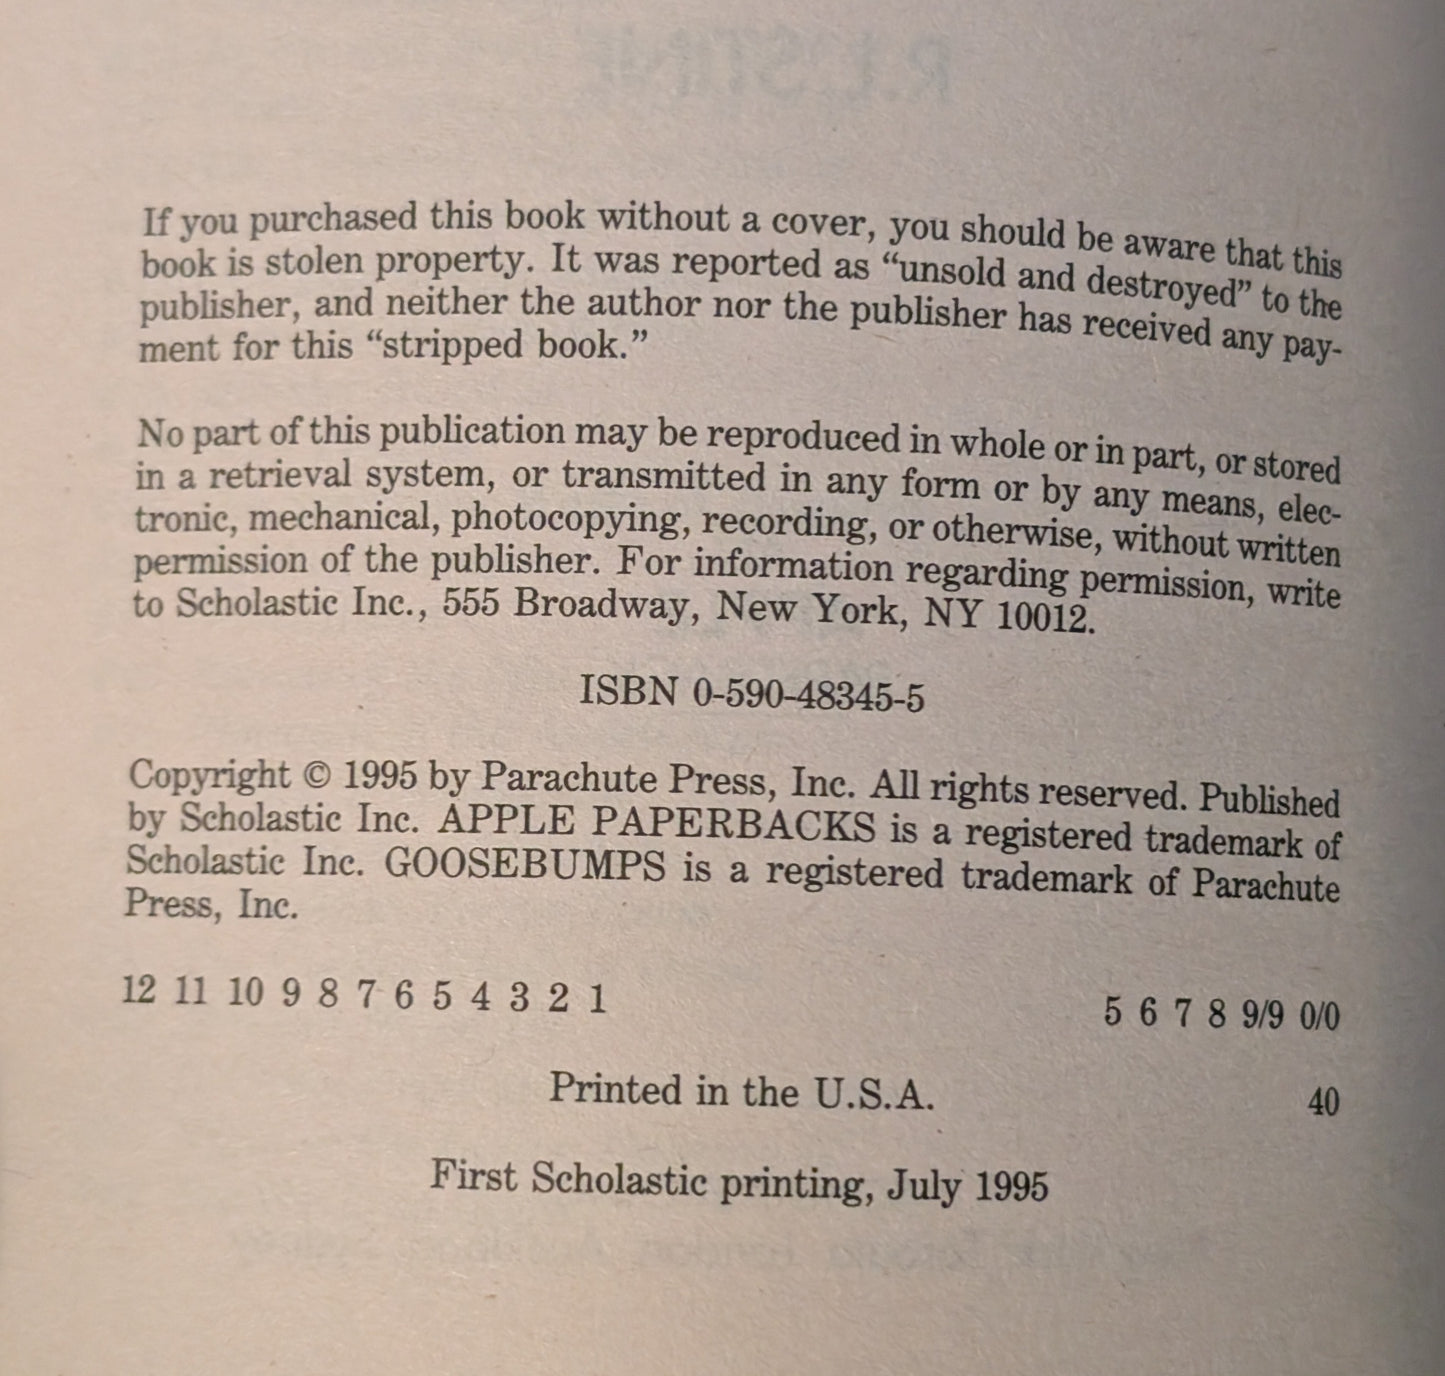 If you purchased this book without a cover, you should be aware that this
book is stolen property. It was reported as “unsold and destroyed” to the
publisher, and neither the author nor the publisher has received any pay-
ment for this “stripped book.”
No part of this publication may be reproduced in whole or in part, or stored
in a retrieval system, or transmitted in any form or by any means, elec-
tronic, mechanical, photocopying, recording, or otherwise, without written
permission of the publisher. For information regarding permission, write
to Scholastic Inc., 555 Broadway, New York, NY 10012.
ISBN 0-590-48345-5
Copyright © 1995 by Parachute Press, Inc. All rights reserved. Published
by Scholastic Inc. APPLE PAPERBACKS is a registered trademark of
Scholastic Inc. GOOSEBUMPS is a registered trademark of Parachute
Press, Inc.
12 11 10 9 8 7 6 5 4 3 2 1 5 6 7 8 9/9 0/0
Printed in the U.S.A. 40
First Scholastic printing, July 1995